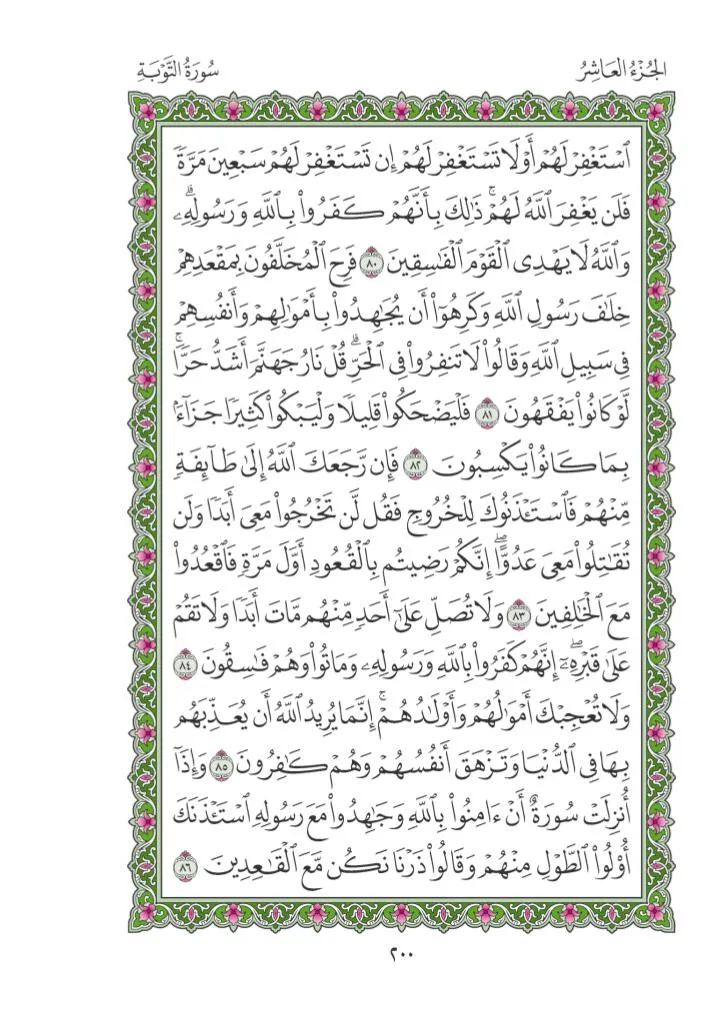 الجُزْءُ العَاشِرُ
سُورَةُ التَّوْبَةِ
ٱسْتَغْفِرْ لَهُمْ أَوْ لَا تَسْتَغْفِرْ لَهُمْ إِن تَسْتَغْفِرْ لَهُمْ سَبْعِينَ مَرَّةً
فَلَن يَغْفِرَ ٱللَّهُ لَهُمْۚ ذَٰلِكَ بِأَنَّهُمْ كَفَرُوا۟ بِٱللَّهِ وَرَسُولِهِۦۗ
وَٱللَّهُ لَا يَهْدِى ٱلْقَوْمَ ٱلْفَـٰسِقِينَ ٨٠ فَرِحَ ٱلْمُخَلَّفُونَ بِمَقْعَدِهِمْ
خِلَـٰفَ رَسُولِ ٱللَّهِ وَكَرِهُوٓا۟ أَن يُجَـٰهِدُوا۟ بِأَمْوَٰلِهِمْ وَأَنفُسِهِمْ
فِى سَبِيلِ ٱللَّهِ وَقَالُوا۟ لَا تَنفِرُوا۟ فِى ٱلْحَرِّۗ قُلْ نَارُ جَهَنَّمَ أَشَدُّ حَرًّاۚ
لَّوْ كَانُوا۟ يَفْقَهُونَ ٨١ فَلْيَضْحَكُوا۟ قَلِيلًا وَلْيَبْكُوا۟ كَثِيرًا جَزَآءًۢ
بِمَا كَانُوا۟ يَكْسِبُونَ ٨٢ فَإِن رَّجَعَكَ ٱللَّهُ إِلَىٰ طَآئِفَةٍ
مِّنْهُمْ فَٱسْتَـْٔذَنُوكَ لِلْخُرُوجِ فَقُل لَّن تَخْرُجُوا۟ مَعِىَ أَبَدًا وَلَن
تُقَـٰتِلُوا۟ مَعِىَ عَدُوًّاۖ إِنَّكُمْ رَضِيتُم بِٱلْقُعُودِ أَوَّلَ مَرَّةٍ فَٱقْعُدُوا۟
مَعَ ٱلْخَـٰلِفِينَ ٨٣ وَلَا تُصَلِّ عَلَىٰٓ أَحَدٍ مِّنْهُم مَّاتَ أَبَدًا وَلَا تَقُمْ
عَلَىٰ قَبْرِهِۦٓۖ إِنَّهُمْ كَفَرُوا۟ بِٱللَّهِ وَرَسُولِهِۦ وَمَاتُوا۟ وَهُمْ فَـٰسِقُونَ ٨٤
وَلَا تُعْجِبْكَ أَمْوَٰلُهُمْ وَأَوْلَـٰدُهُمْۚ إِنَّمَا يُرِيدُ ٱللَّهُ أَن يُعَذِّبَهُم
بِهَا فِى ٱلدُّنْيَا وَتَزْهَقَ أَنفُسُهُمْ وَهُمْ كَـٰفِرُونَ ٨٥ وَإِذَآ
أُنزِلَتْ سُورَةٌ أَنْ ءَامِنُوا۟ بِٱللَّهِ وَجَـٰهِدُوا۟ مَعَ رَسُولِهِ ٱسْتَـْٔذَنَكَ
أُو۟لُوا۟ ٱلطَّوْلِ مِنْهُمْ وَقَالُوا۟ ذَرْنَا نَكُن مَّعَ ٱلْقَـٰعِدِينَ ٨٦
٢٠٠